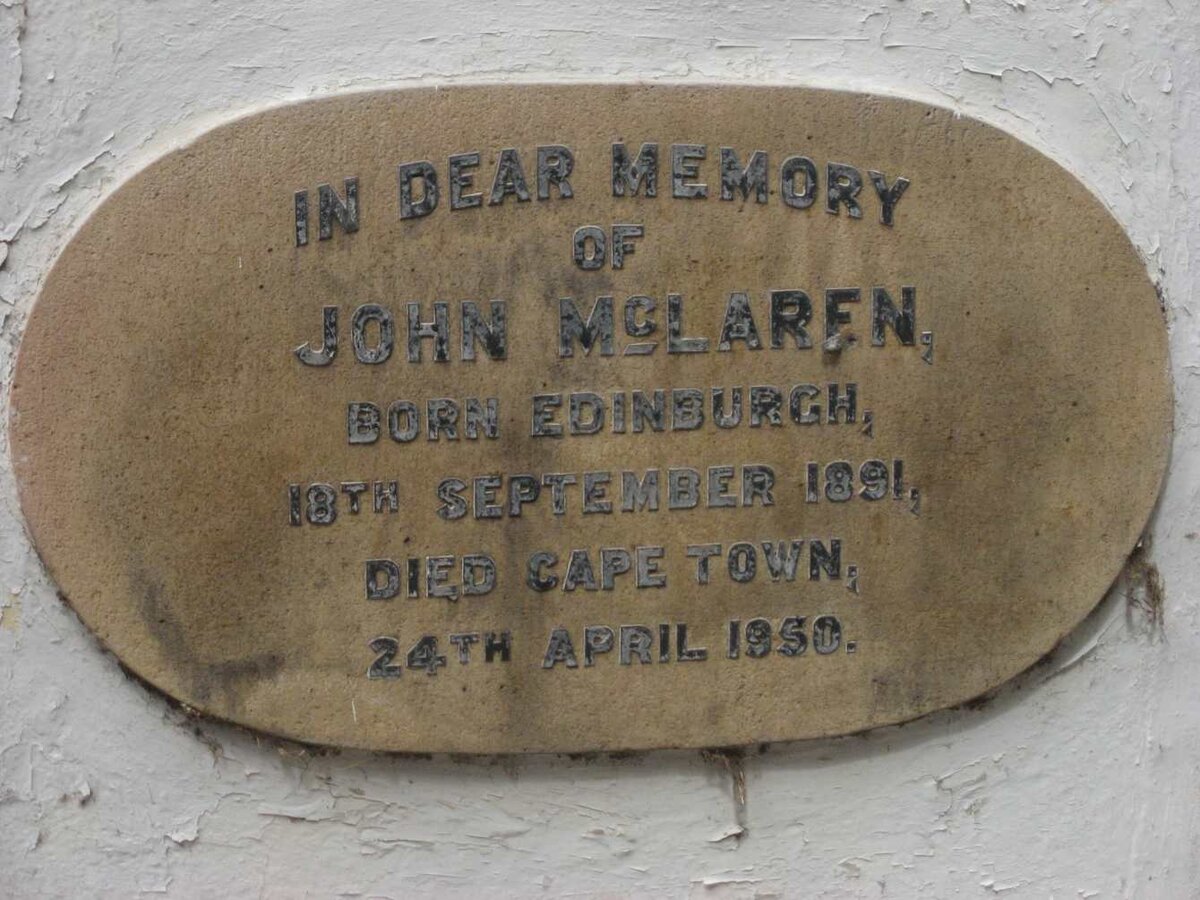 IN DEAR MEMORY
OF
JOHN McLAREN,
BORN EDINBURGH,
18TH SEPTEMBER 1891,
DIED CAPE TOWN,
24TH APRIL 1950.